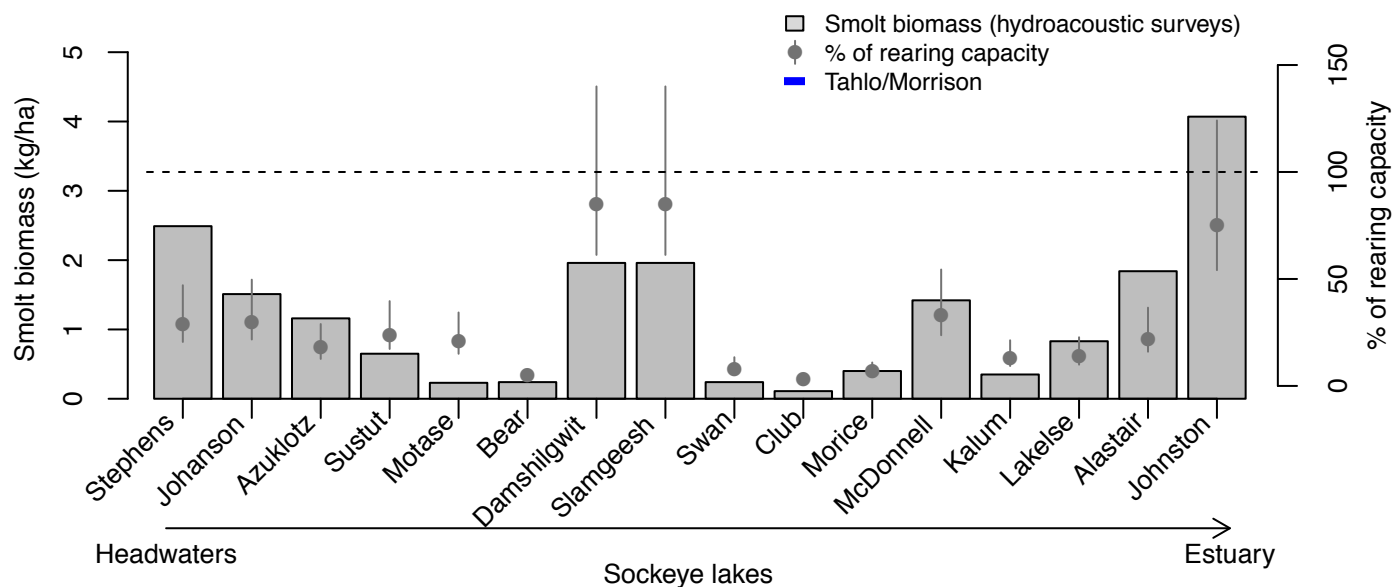 Smolt biomass (hydroacoustic surveys)
% of rearing capacity
Tahlo/Morrison
Smolt biomass (kg/ha)
5
4
3
2
1
0
150
100
50
0
% of rearing capacity
Stephens
Johanson
Azuklotz
Sustut
Motase
Bear
Damshilgwit
Slamgeesh
Swan
Club
Morice
McDonnell
Kalum
Lakelse
Alastair
Johnston
Headwaters
Estuary
Sockeye lakes